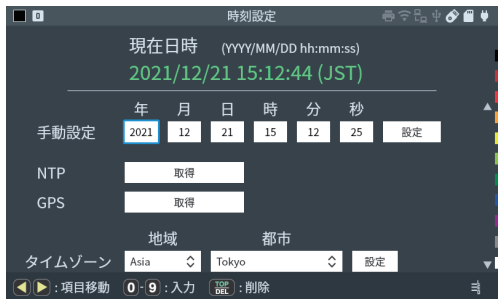 0 時刻設定
現在日時 (YYYY/MM/DD hh:mm:ss)
2021/12/21 15:12:44 (JST)
年 月 日 時 分 秒
手動設定 2021 12 21 15 12 25 設定
NTP 取得
GPS 取得
地域 都市
タイムゾーン Asia Tokyo 設定
:項目移動 0-9:入力 TOP DEL:削除